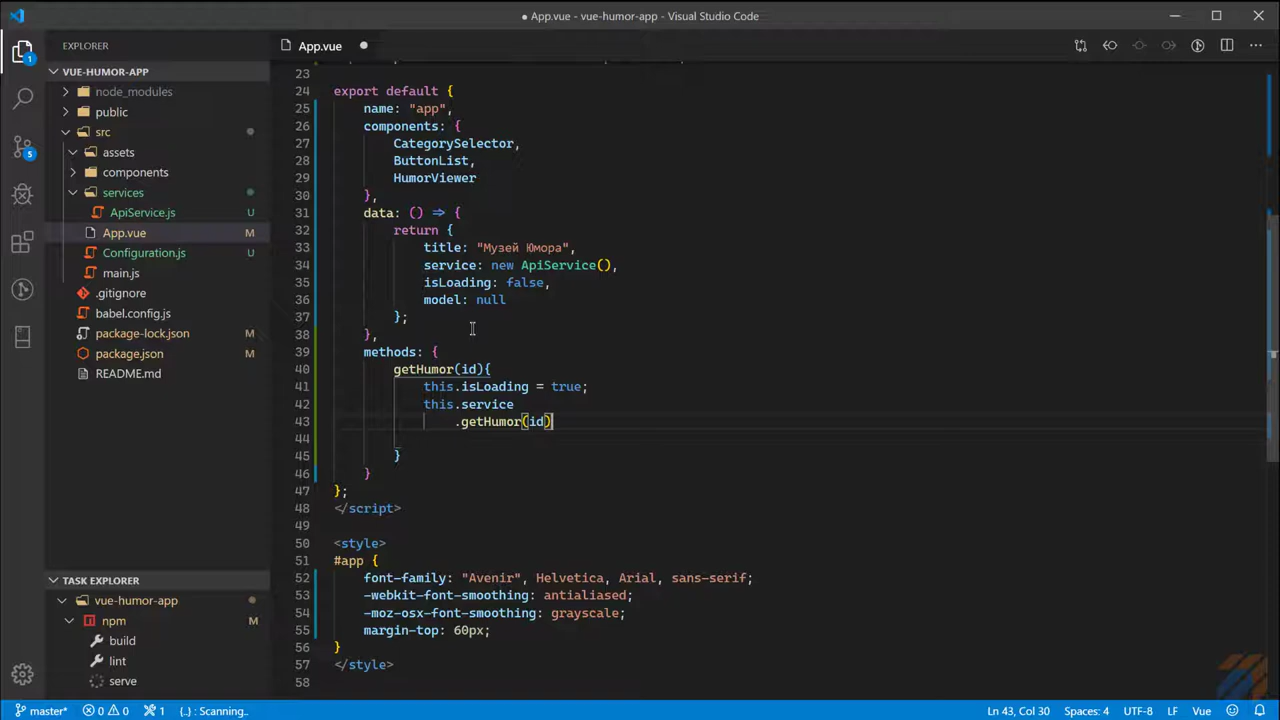 App.vue - vue-humor-app - Visual Studio Code
EXPLORER
VUE-HUMOR-APP
node_modules
public
src
assets
components
services
ApiService.js U
App.vue M
Configuration.js U
main.js
.gitignore
babel.config.js
package-lock.json M
package.json M
README.md
TASK EXPLORER
vue-humor-app
npm M
build
lint
serve
1
5
App.vue
23
24 export default {
25 name: "app",
26 components: {
27 CategorySelector,
28 ButtonList,
29 HumorViewer
30 },
31 data: () => {
32 return {
33 title: "Музей Юмора",
34 service: new ApiService(),
35 isLoading: false,
36 model: null
37 };
38 },
39 methods: {
40 getHumor(id){
41 this.isLoading = true;
42 this.service
43 .getHumor(id)
44
45 }
46 }
47 };
48 </script>
49
50 <style>
51 #app {
52 font-family: "Avenir", Helvetica, Arial, sans-serif;
53 -webkit-font-smoothing: antialiased;
54 -moz-osx-font-smoothing: grayscale;
55 margin-top: 60px;
56 }
57 </style>
58
master* 0 0 1 {..} : Scanning.. Ln 43, Col 30 Spaces: 4 UTF-8 LF Vue